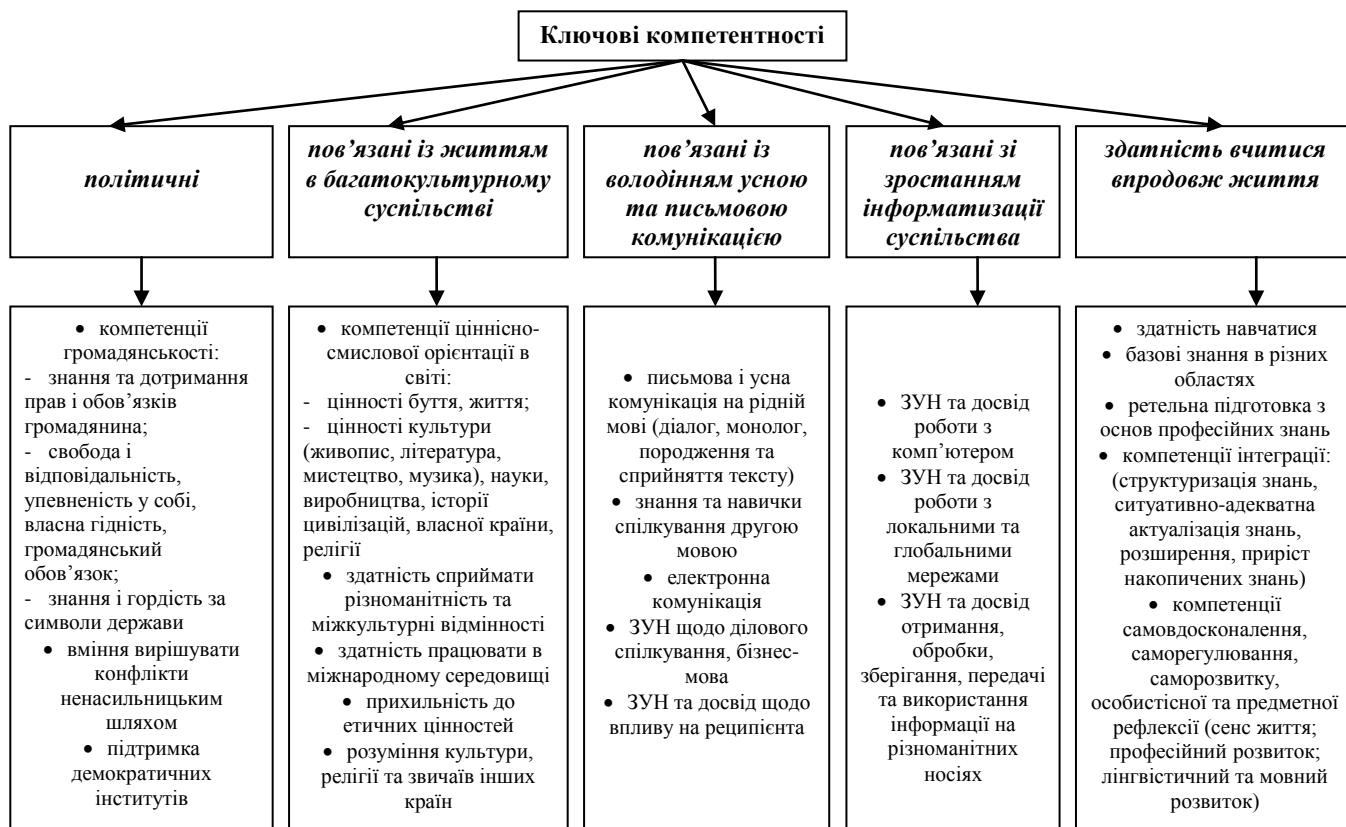 Ключові компетентності
політичні
пов’язані із життям
в багатокультурному
суспільстві
пов’язані із
володінням усною
та письмовою
комунікацією
пов’язані зі
зростанням
інформатизації
суспільства
здатність вчитися
впродовж життя
• компетенції
громадянськості:
- знання та дотримання
прав і обов’язків
громадянина;
- свобода і
відповідальність,
упевненість у собі,
власна гідність,
громадянський
обов’язок;
- знання і гордість за
символи держави
• вміння вирішувати
конфлікти
ненасильницьким
шляхом
• підтримка
демократичних
інститутів
• компетенції ціннісно-
смислової орієнтації в
світі:
- цінності буття, життя;
- цінності культури
(живопис, література,
мистецтво, музика), науки,
виробництва, історії
цивілізацій, власної країни,
релігії
• здатність сприймати
різноманітність та
міжкультурні відмінності
• здатність працювати в
міжнародному середовищі
• прихильність до
етичних цінностей
• розуміння культури,
релігії та звичаїв інших
країн
• письмова і усна
комунікація на рідній
мові (діалог, монолог,
породження та
сприйняття тексту)
• знання та навички
спілкування другою
мовою
• електронна
комунікація
• ЗУН щодо ділового
спілкування, бізнес-
мова
• ЗУН та досвід щодо
впливу на реципієнта
• ЗУН та досвід
роботи з
комп’ютером
• ЗУН та досвід
роботи з
локальними та
глобальними
мережами
• ЗУН та досвід
отримання,
обробки,
зберігання, передачі
та використання
інформації на
різноманітних
носіях
• здатність навчатися
• базові знання в різних
областях
• ретельна підготовка з
основ професійних знань
• компетенції інтеграції:
(структуризація знань,
ситуативно-адекватна
актуалізація знань,
розширення, приріст
накопичених знань)
• компетенції
самовдосконалення,
саморегулювання,
саморозвитку,
особистісної та предметної
рефлексії (сенс життя;
професійний розвиток;
лінгвістичний та мовний
розвиток)